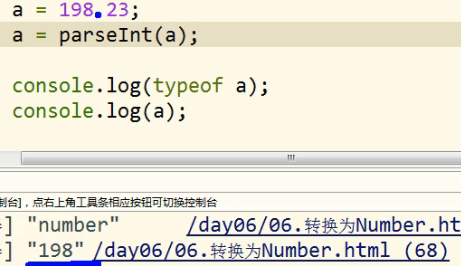 a = 198.23;
a = parseInt(a);
console.log(typeof a);
console.log(a);
制台], 点右上角工具条相应按钮可切换控制台
=] "number" /day06/06.转换为Number.ht
=] "198" /day06/06.转换为Number.html (68)